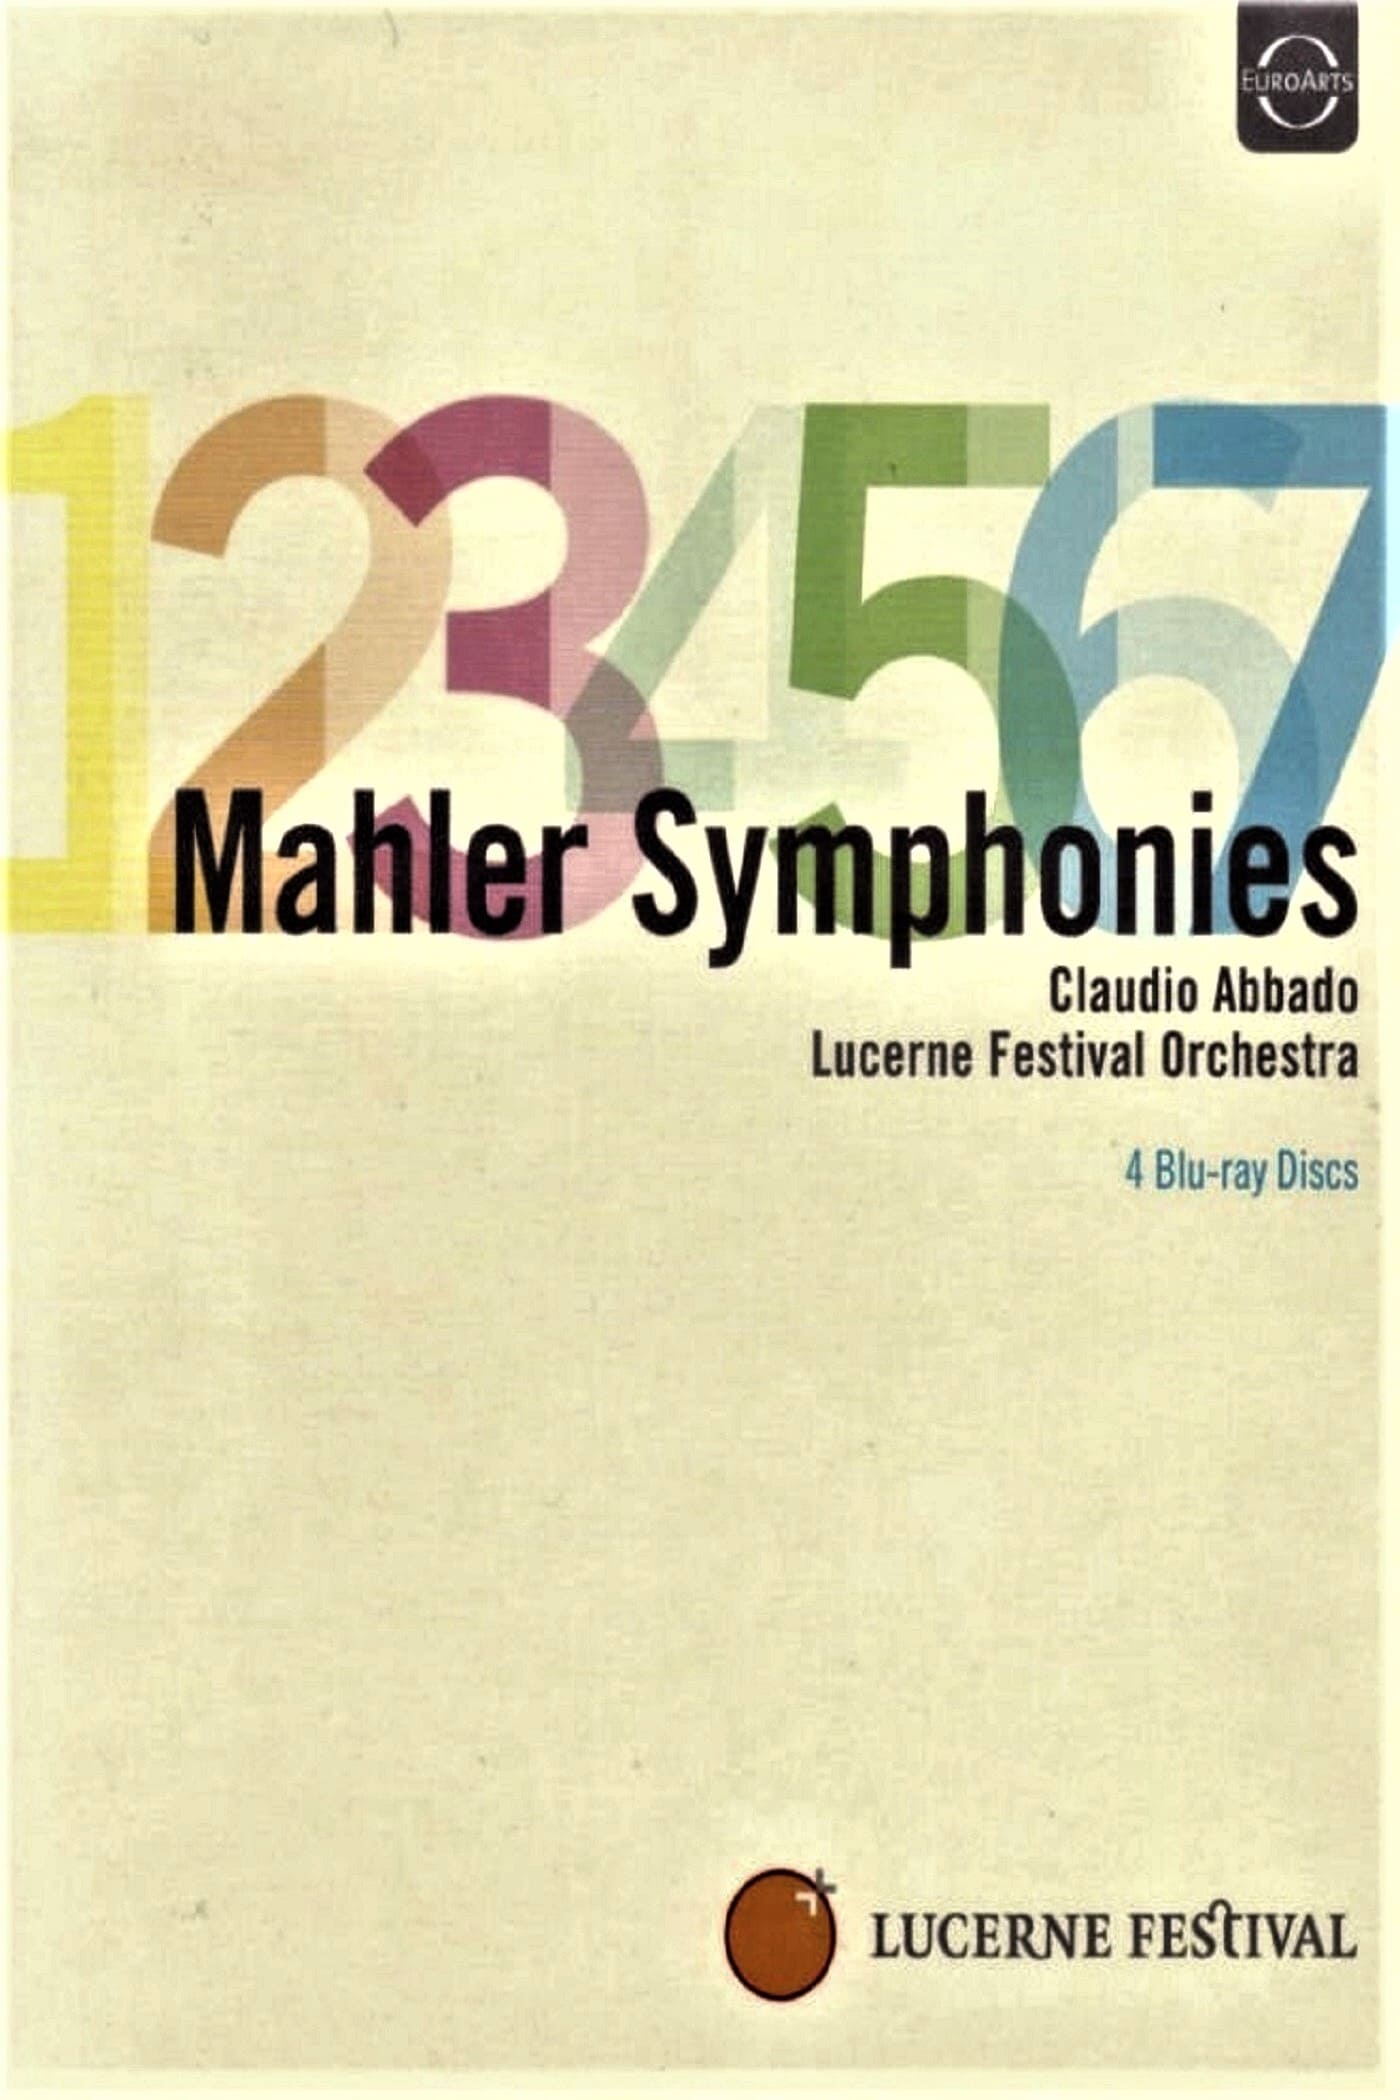 EUROARTS
1234567
Mahler Symphonies
Claudio Abbado
Lucerne Festival Orchestra
4 Blu-ray Discs
LUCERNE FESTIVAL